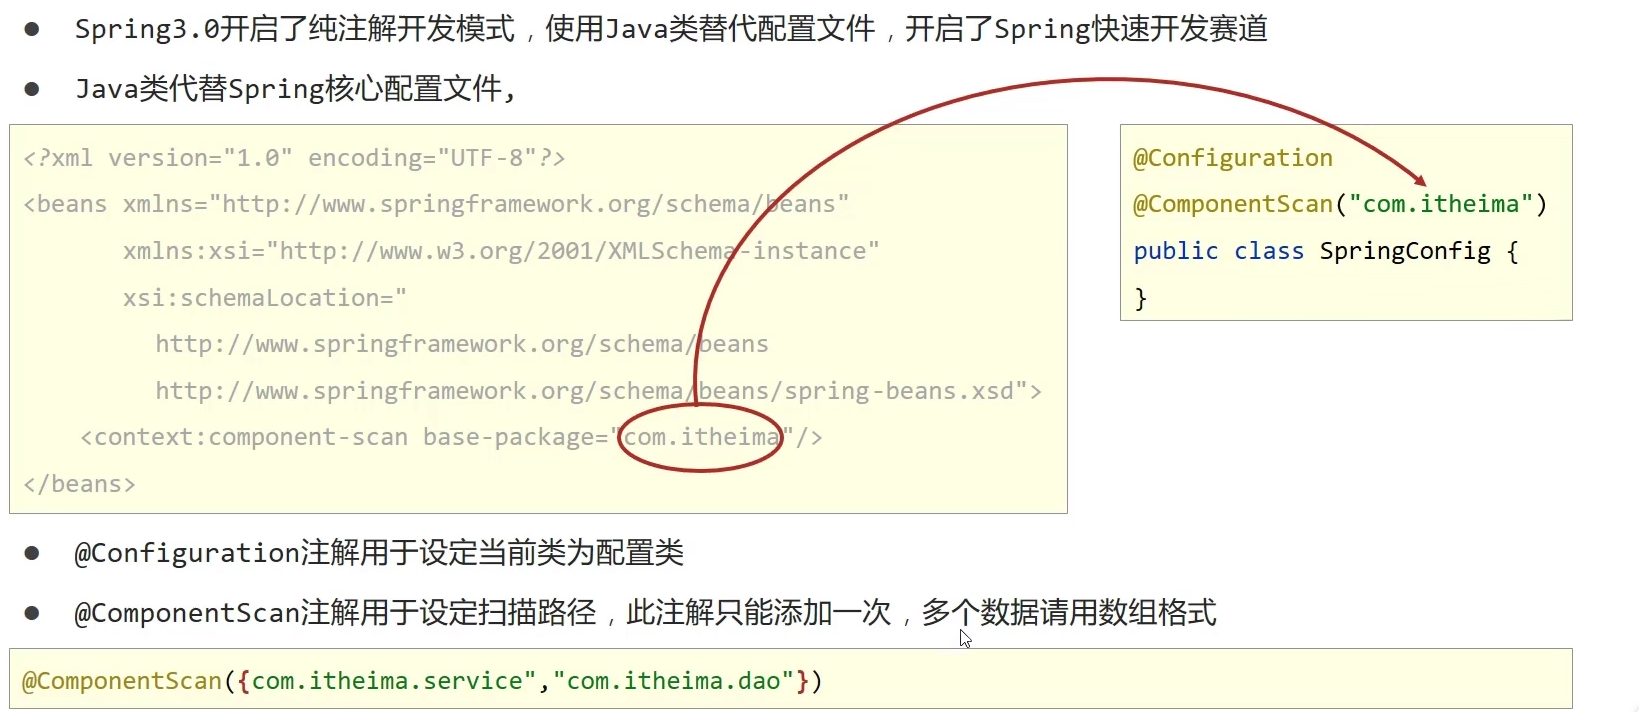 Spring3.0开启了纯注解开发模式，使用Java类替代配置文件，开启了Spring快速开发赛道
Java类代替Spring核心配置文件,
<?xml version="1.0" encoding="UTF-8"?>
<beans xmlns="http://www.springframework.org/schema/beans"
xmlns:xsi="http://www.w3.org/2001/XMLSchema-instance"
xsi:schemaLocation="
http://www.springframework.org/schema/beans
http://www.springframework.org/schema/beans/spring-beans.xsd">
<context:component-scan base-package="com.itheima"/>
</beans>
@Configuration
@ComponentScan("com.itheima")
public class SpringConfig {
}
@Configuration注解用于设定当前类为配置类
@ComponentScan注解用于设定扫描路径，此注解只能添加一次，多个数据请用数组格式
@ComponentScan({com.itheima.service","com.itheima.dao"})